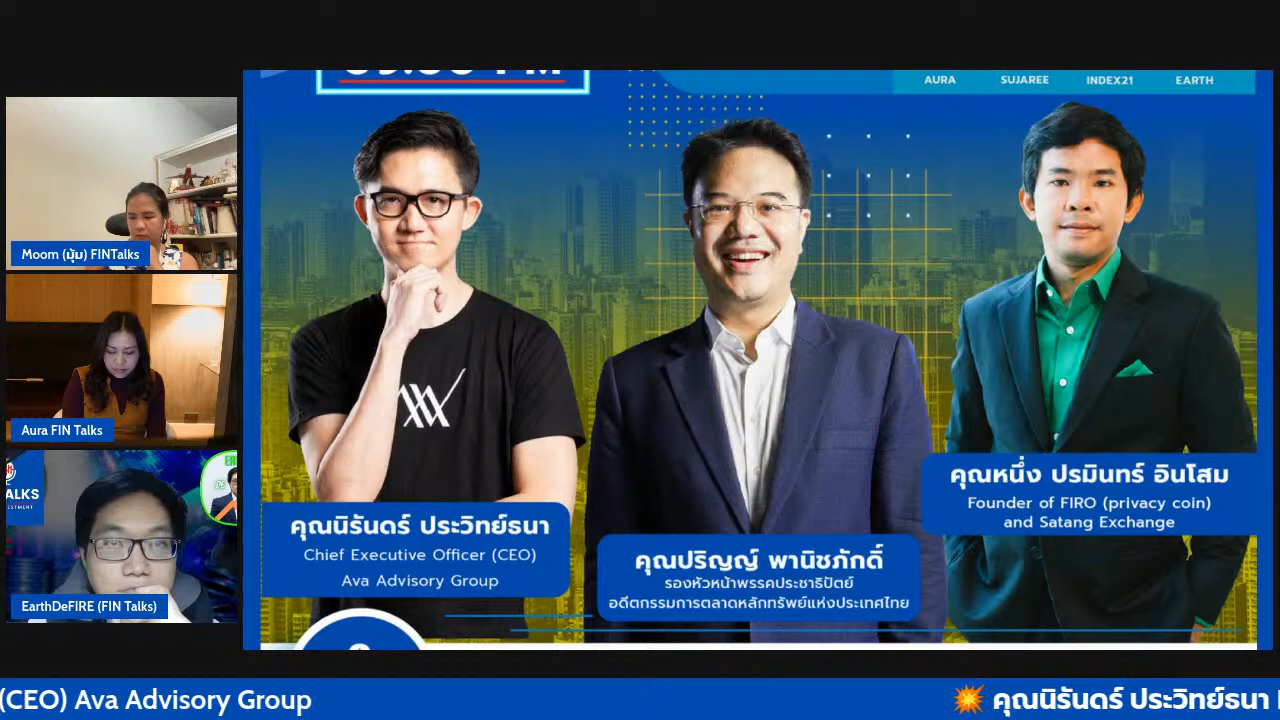 AURA SUJAREE INDEX21 EARTH
Moom (มุ้ม) FINTalks
Aura FIN Talks
TALKS
EarthDeFIRE (FIN Talks)
คุณนิรันดร์ ประวิทย์ธนา
Chief Executive Officer (CEO)
Ava Advisory Group
คุณปริญญ์ พานิชภักดิ์
รองหัวหน้าพรรคประชาธิปัตย์
อดีตกรรมการตลาดหลักทรัพย์แห่งประเทศไทย
คุณหนึ่ง ปรมินทร์ อินโสม
Founder of FIRO (privacy coin)
and Satang Exchange
(CEO) Ava Advisory Group
💥 คุณนิรันดร์ ประวิทย์ธนา